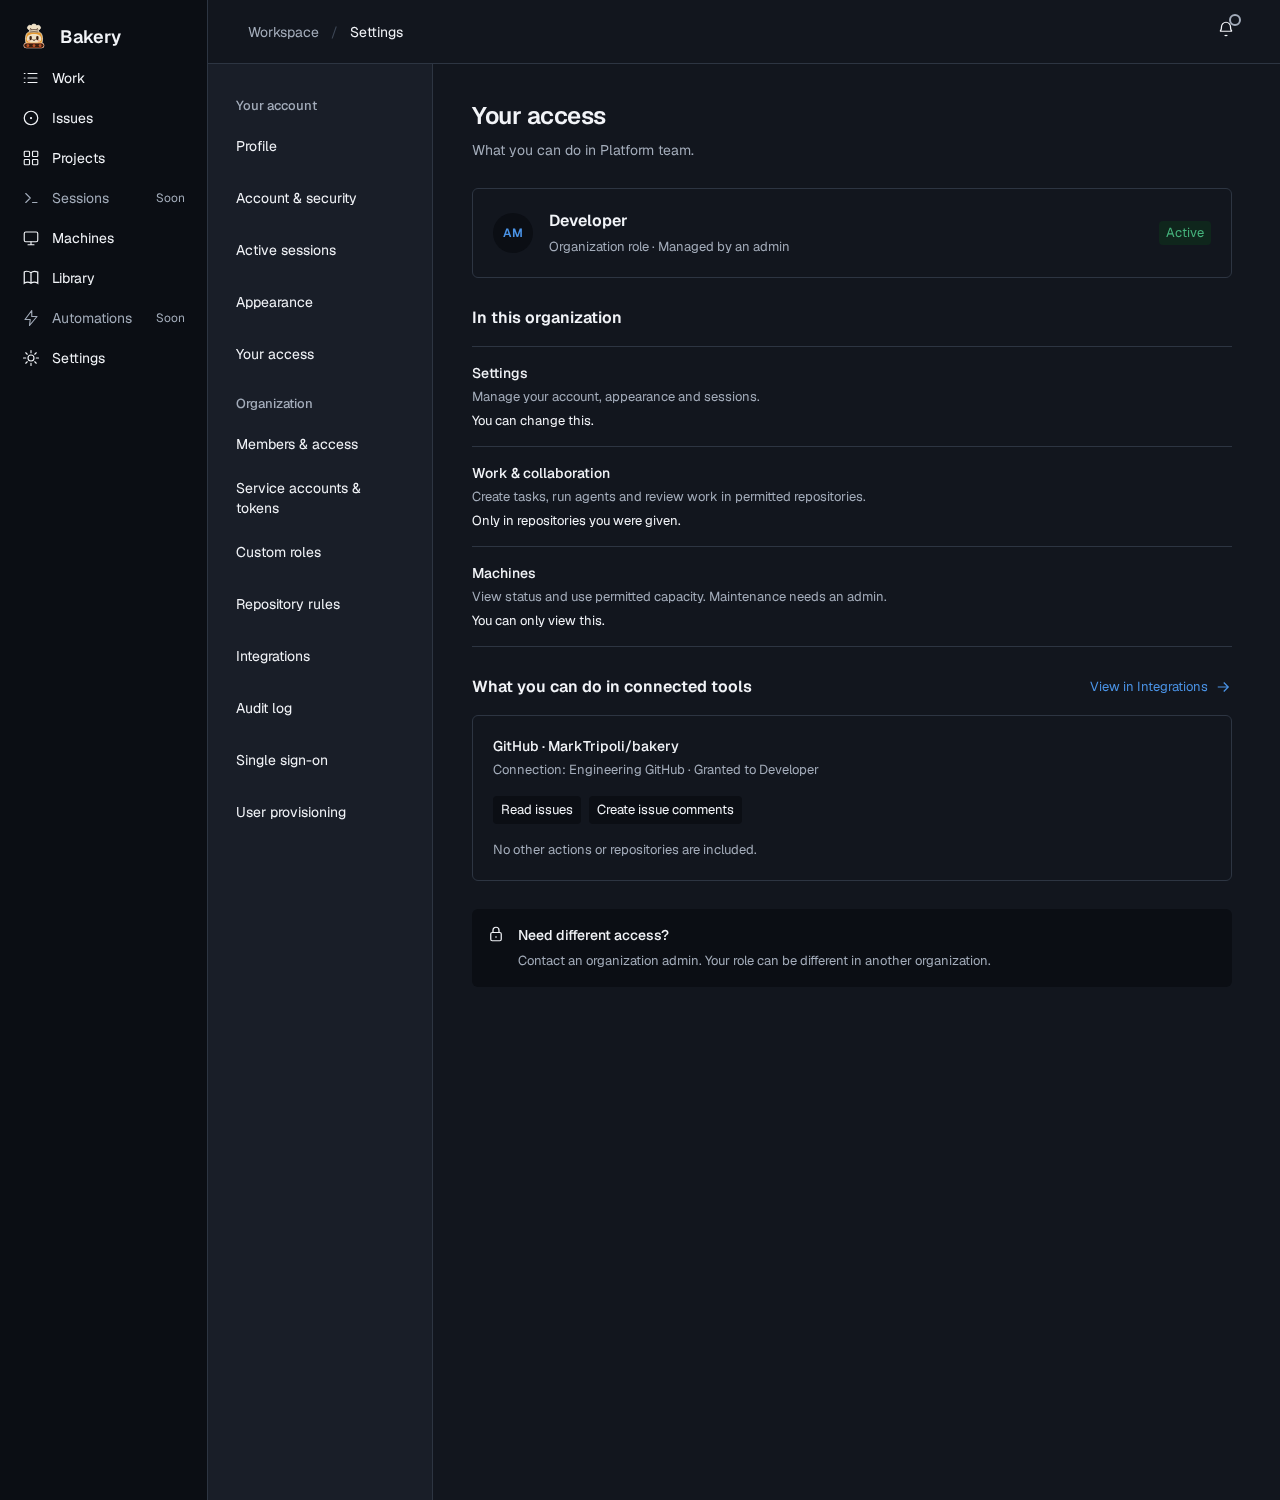 Bakery
Work
Issues
Projects
Sessions Soon
Machines
Library
Automations Soon
Settings
Workspace / Settings
Your account
Profile
Account & security
Active sessions
Appearance
Your access
Organization
Members & access
Service accounts &
tokens
Custom roles
Repository rules
Integrations
Audit log
Single sign-on
User provisioning
Your access
What you can do in Platform team.
AM
Developer
Organization role · Managed by an admin
Active
In this organization
Settings
Manage your account, appearance and sessions.
You can change this.
Work & collaboration
Create tasks, run agents and review work in permitted repositories.
Only in repositories you were given.
Machines
View status and use permitted capacity. Maintenance needs an admin.
You can only view this.
What you can do in connected tools
View in Integrations →
GitHub · MarkTripoli/bakery
Connection: Engineering GitHub · Granted to Developer
Read issues Create issue comments
No other actions or repositories are included.
Need different access?
Contact an organization admin. Your role can be different in another organization.